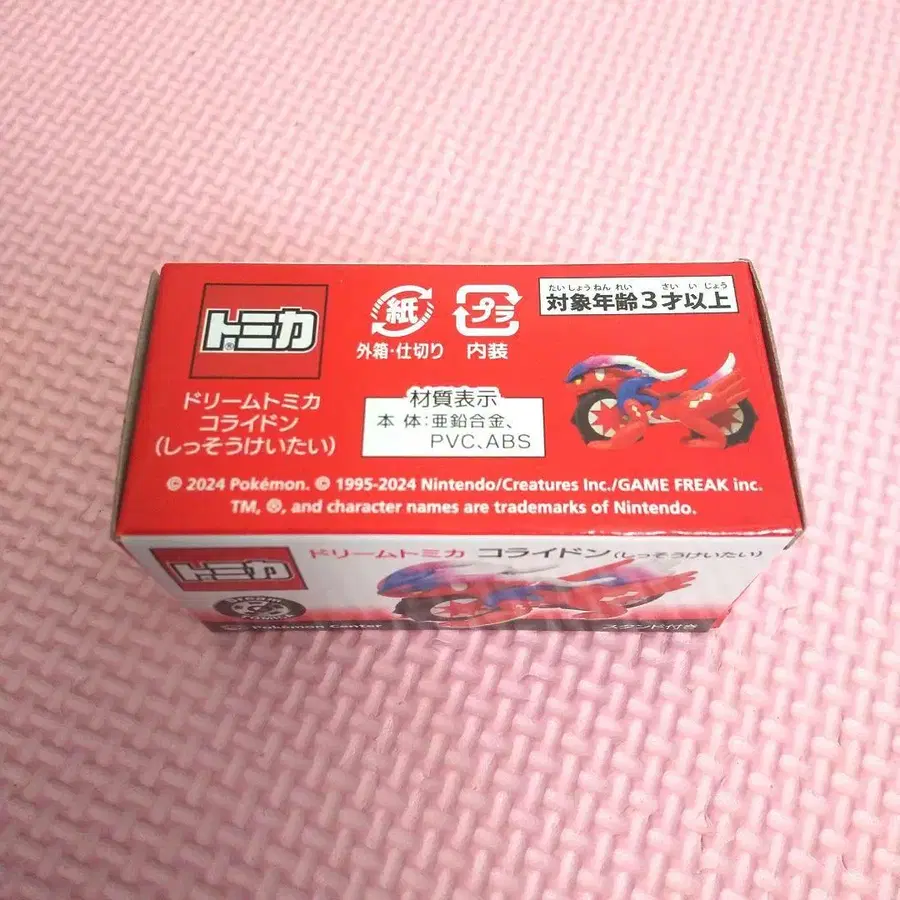 トミカ®
紙
プラ
外箱・仕切り
内装
たいしょうねんれい さいいじょう
対象年齢3才以上
ドリームトミカ
コライドン
(しっそうけいたい)
材質表示
本 体:亜鉛合金、
PVC、ABS
© 2024 Pokémon. © 1995-2024 Nintendo/Creatures Inc./GAME FREAK inc.
TM, ®, and character names are trademarks of Nintendo.
トミカ
ドリームトミカ コライドン(しっそうけいたい)
Dream
TOMICA
Pokémon Center
スタンド付き